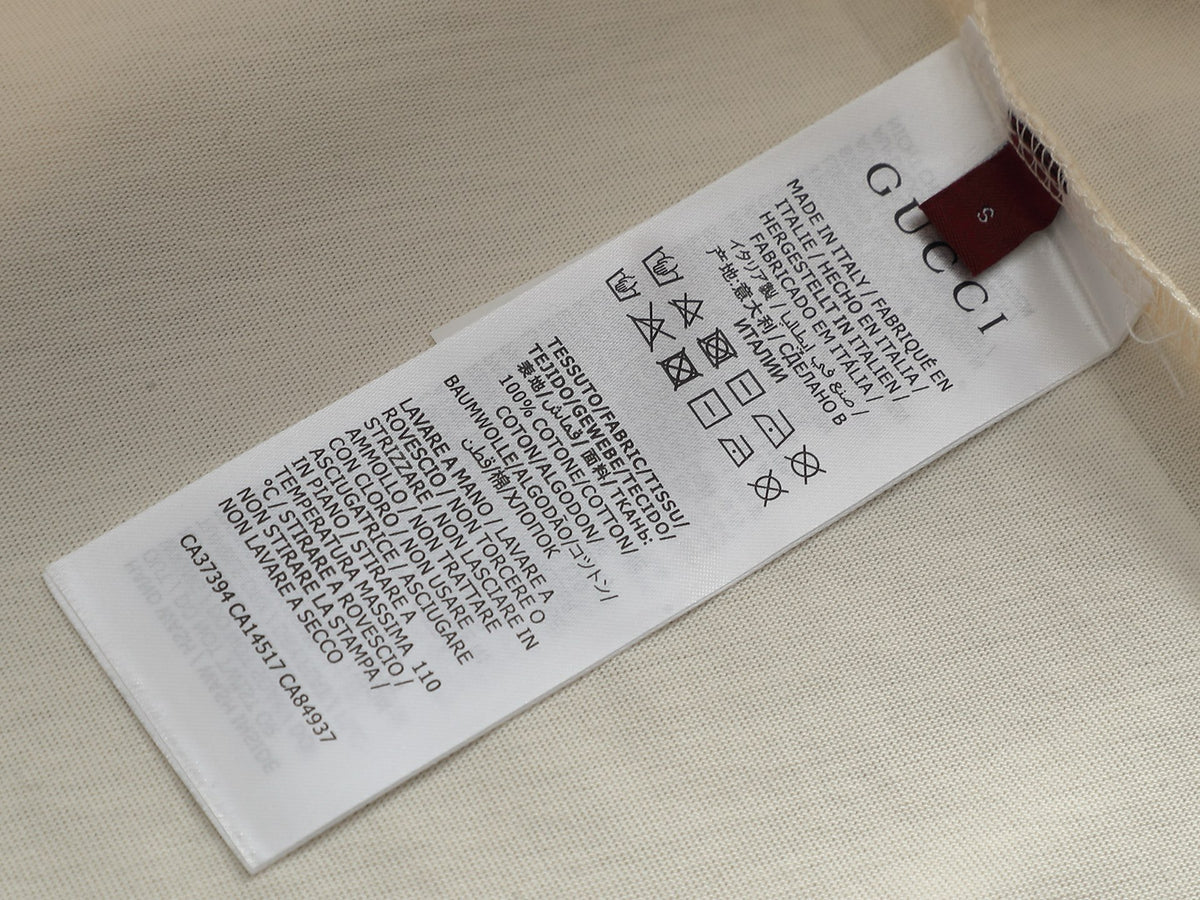 S
GUCCI
MADE IN ITALY / FABRIQUÉ EN
ITALIE / HECHO EN ITALIA /
HERGESTELLT IN ITALIEN /
FABRICADO EM ITÁLIA /
イタリア製 / صنع في إيطاليا /
产地:意大利 / СДЕЛАНО В
ИТАЛИИ
TESSUTO/FABRIC/TISSU/
TEJIDO/GEWEBE/TECIDO/
表地/قماش/面料/ТКАНЬ:
100% COTONE/COTTON/
COTON/ALGODON/
BAUMWOLLE/ALGODÃO/コットン/
قطن/棉/ХЛОПОК
LAVARE A MANO / LAVARE A
ROVESCIO / NON TORCERE O
STRIZZARE / NON LASCIARE IN
AMMOLLO / NON TRATTARE
CON CLORO / NON USARE
ASCIUGATRICE / ASCIUGARE
IN PIANO / STIRARE A
TEMPERATURA MASSIMA 110
°C / STIRARE A ROVESCIO /
NON STIRARE LA STAMPA /
NON LAVARE A SECCO
CA37394 CA14517 CA84937